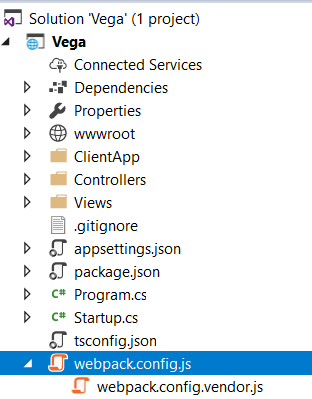 Solution 'Vega' (1 project)
Vega
Connected Services
Dependencies
Properties
wwwroot
ClientApp
Controllers
Views
.gitignore
appsettings.json
package.json
C# Program.cs
C# Startup.cs
tsconfig.json
webpack.config.js
webpack.config.vendor.js